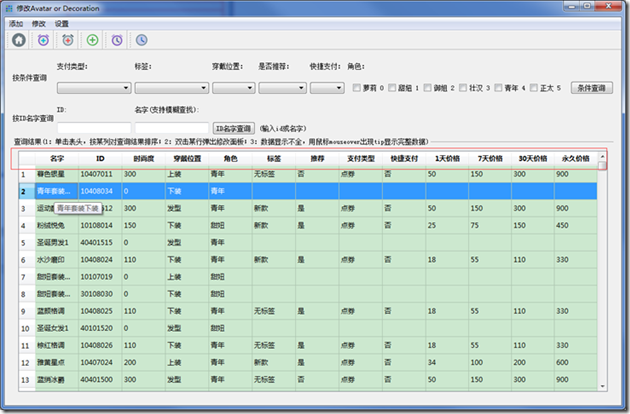 修改Avatar or Decoration
添加 修改 设置
支付类型: 标签: 穿戴位置: 是否推荐: 快捷支付: 角色:
按条件查询 萝莉 0 甜妞 1 御姐 2 壮汉 3 青年 4 正太 5 条件查询
ID: 名字(支持模糊查找):
按ID名字查询 ID名字查询 (输入id或名字)
查询结果(1: 单击表头, 按某列对查询结果排序; 2: 双击某行弹出修改面板; 3: 数据显示不全, 用鼠标mouseover出现tip显示完整数据)
名字 ID 时尚度 穿戴位置 角色 标签 推荐 支付类型 快捷支付 1天价格 7天价格 30天价格 永久价格
1 暮色银星 10407011 300 上装 青年 无标签 否 点券 否 50 150 300 900
2 青年套装... 10408034 0 下装 青年
青年套装下装
3 运动 12 300 发型 青年 新款 是 点券 否 50 150 300 900
4 粉绒悦兔 10108014 150 下装 甜妞 新款 是 点券 否 25 75 150 450
5 圣诞男发1 40401515 0 发型 青年
6 水沙磨印 10408024 110 下装 青年 新款 是 点券 否 18 55 110 330
7 甜妞套装... 10107019 0 上装 甜妞
8 甜妞套装... 30108030 0 下装 甜妞
9 蓝颜格调 10408025 110 下装 青年 无标签 是 点券 否 18 55 110 330
10 圣诞女发1 40101520 0 发型 甜妞
11 棕红格调 10408026 110 下装 青年 无标签 是 点券 否 18 55 110 330
12 雅黄星点 10407024 200 上装 青年 新款 是 点券 否 34 100 200 600
13 蓝炳冰爵 40401500 300 发型 青年 无标签 否 点券 否 50 150 300 900